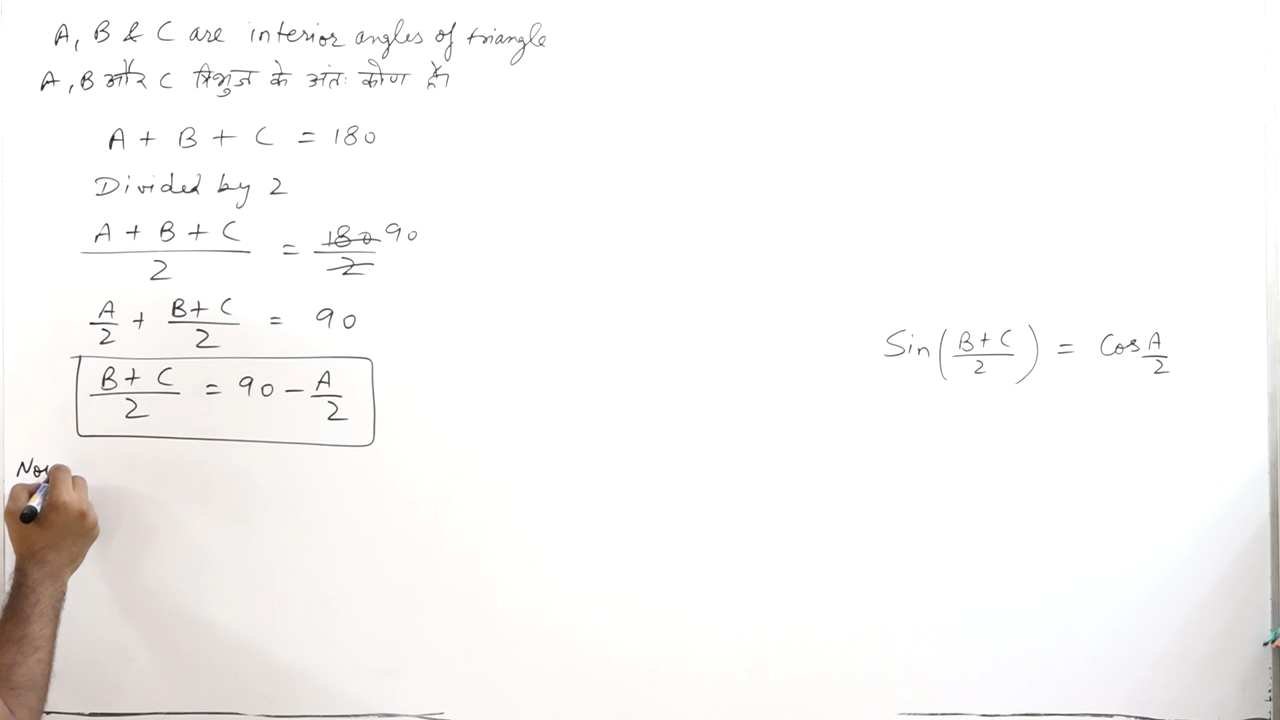 A, B & C are interior angles of triangle
A, B और C त्रिभुज के अंतः कोण हैं।
A + B + C = 180
Divided by 2
(A + B + C)/2 = 180/2 90
A/2 + (B + C)/2 = 90
(B + C)/2 = 90 - A/2
Sin((B + C)/2) = Cos A/2